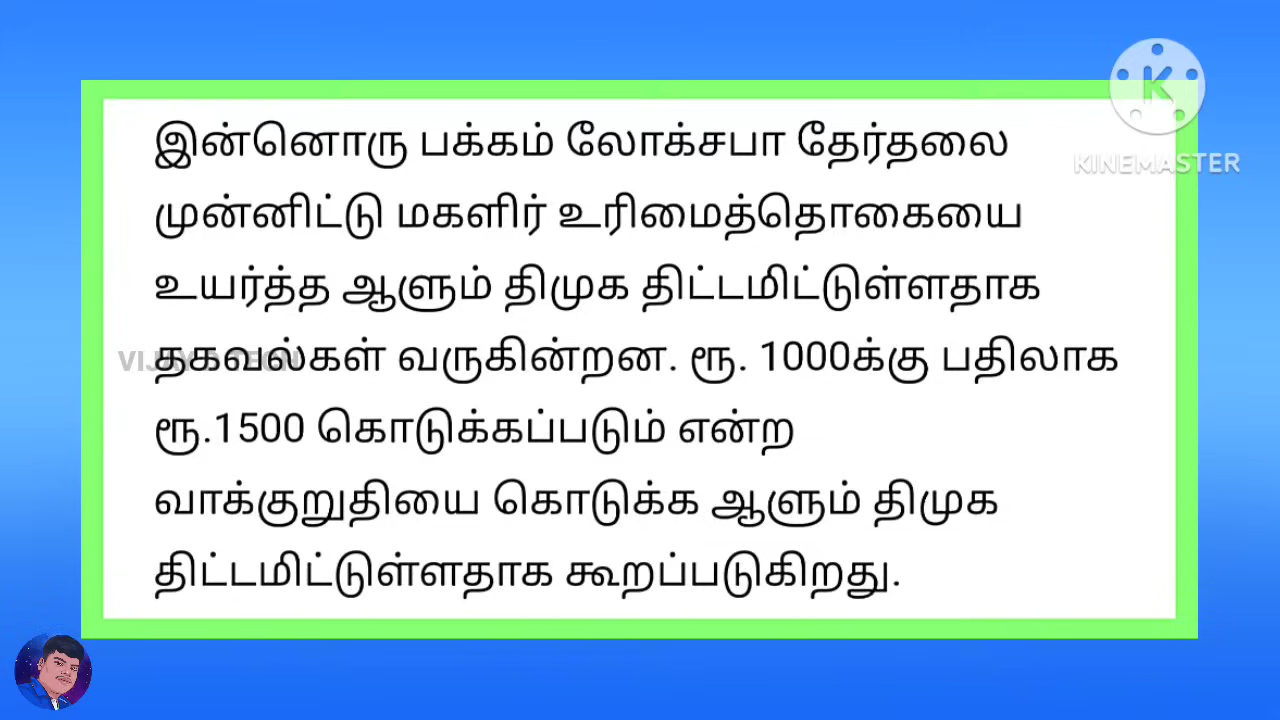 இன்னொரு பக்கம் லோக்சபா தேர்தலை
முன்னிட்டு மகளிர் உரிமைத்தொகையை
உயர்த்த ஆளும் திமுக திட்டமிட்டுள்ளதாக
தகவல்கள் வருகின்றன. ரூ. 1000க்கு பதிலாக
ரூ.1500 கொடுக்கப்படும் என்ற
வாக்குறுதியை கொடுக்க ஆளும் திமுக
திட்டமிட்டுள்ளதாக கூறப்படுகிறது.
K
KINEMASTER